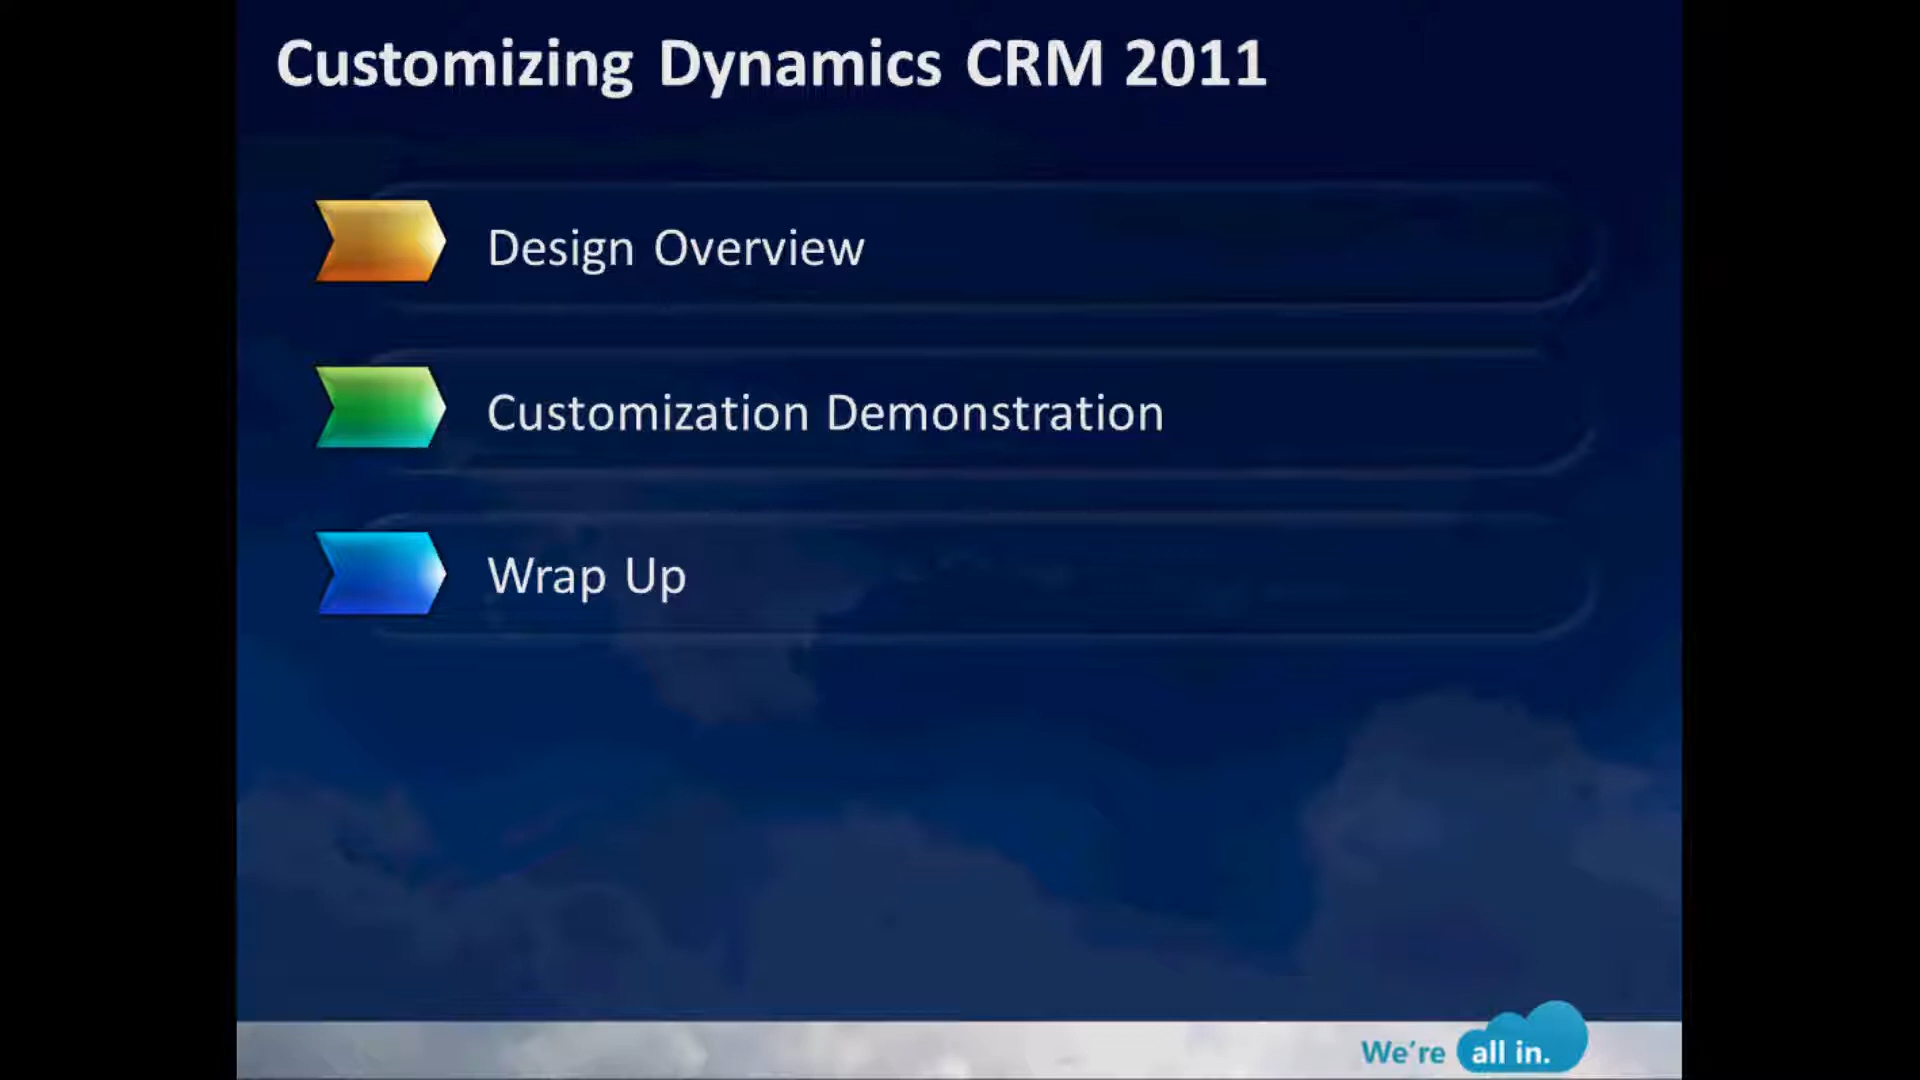 Customizing Dynamics CRM 2011
Design Overview
Customization Demonstration
Wrap Up
We're all in.